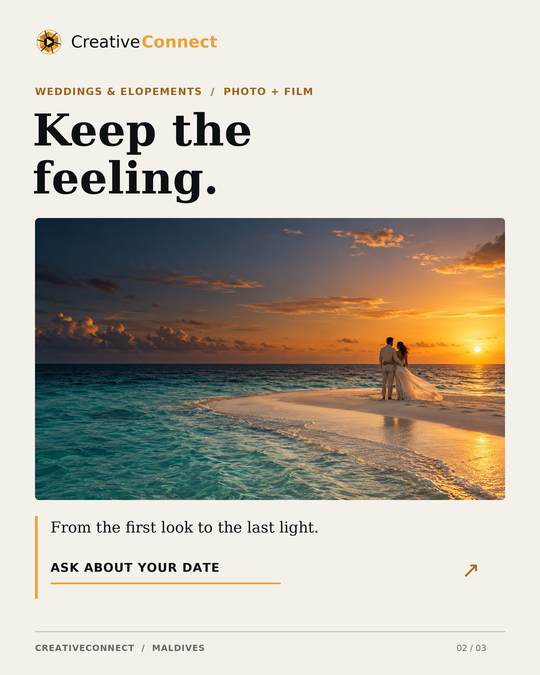 CreativeConnect
WEDDINGS & ELOPEMENTS / PHOTO + FILM
Keep the
feeling.
From the first look to the last light.
ASK ABOUT YOUR DATE ↗
CREATIVECONNECT / MALDIVES 02 / 03